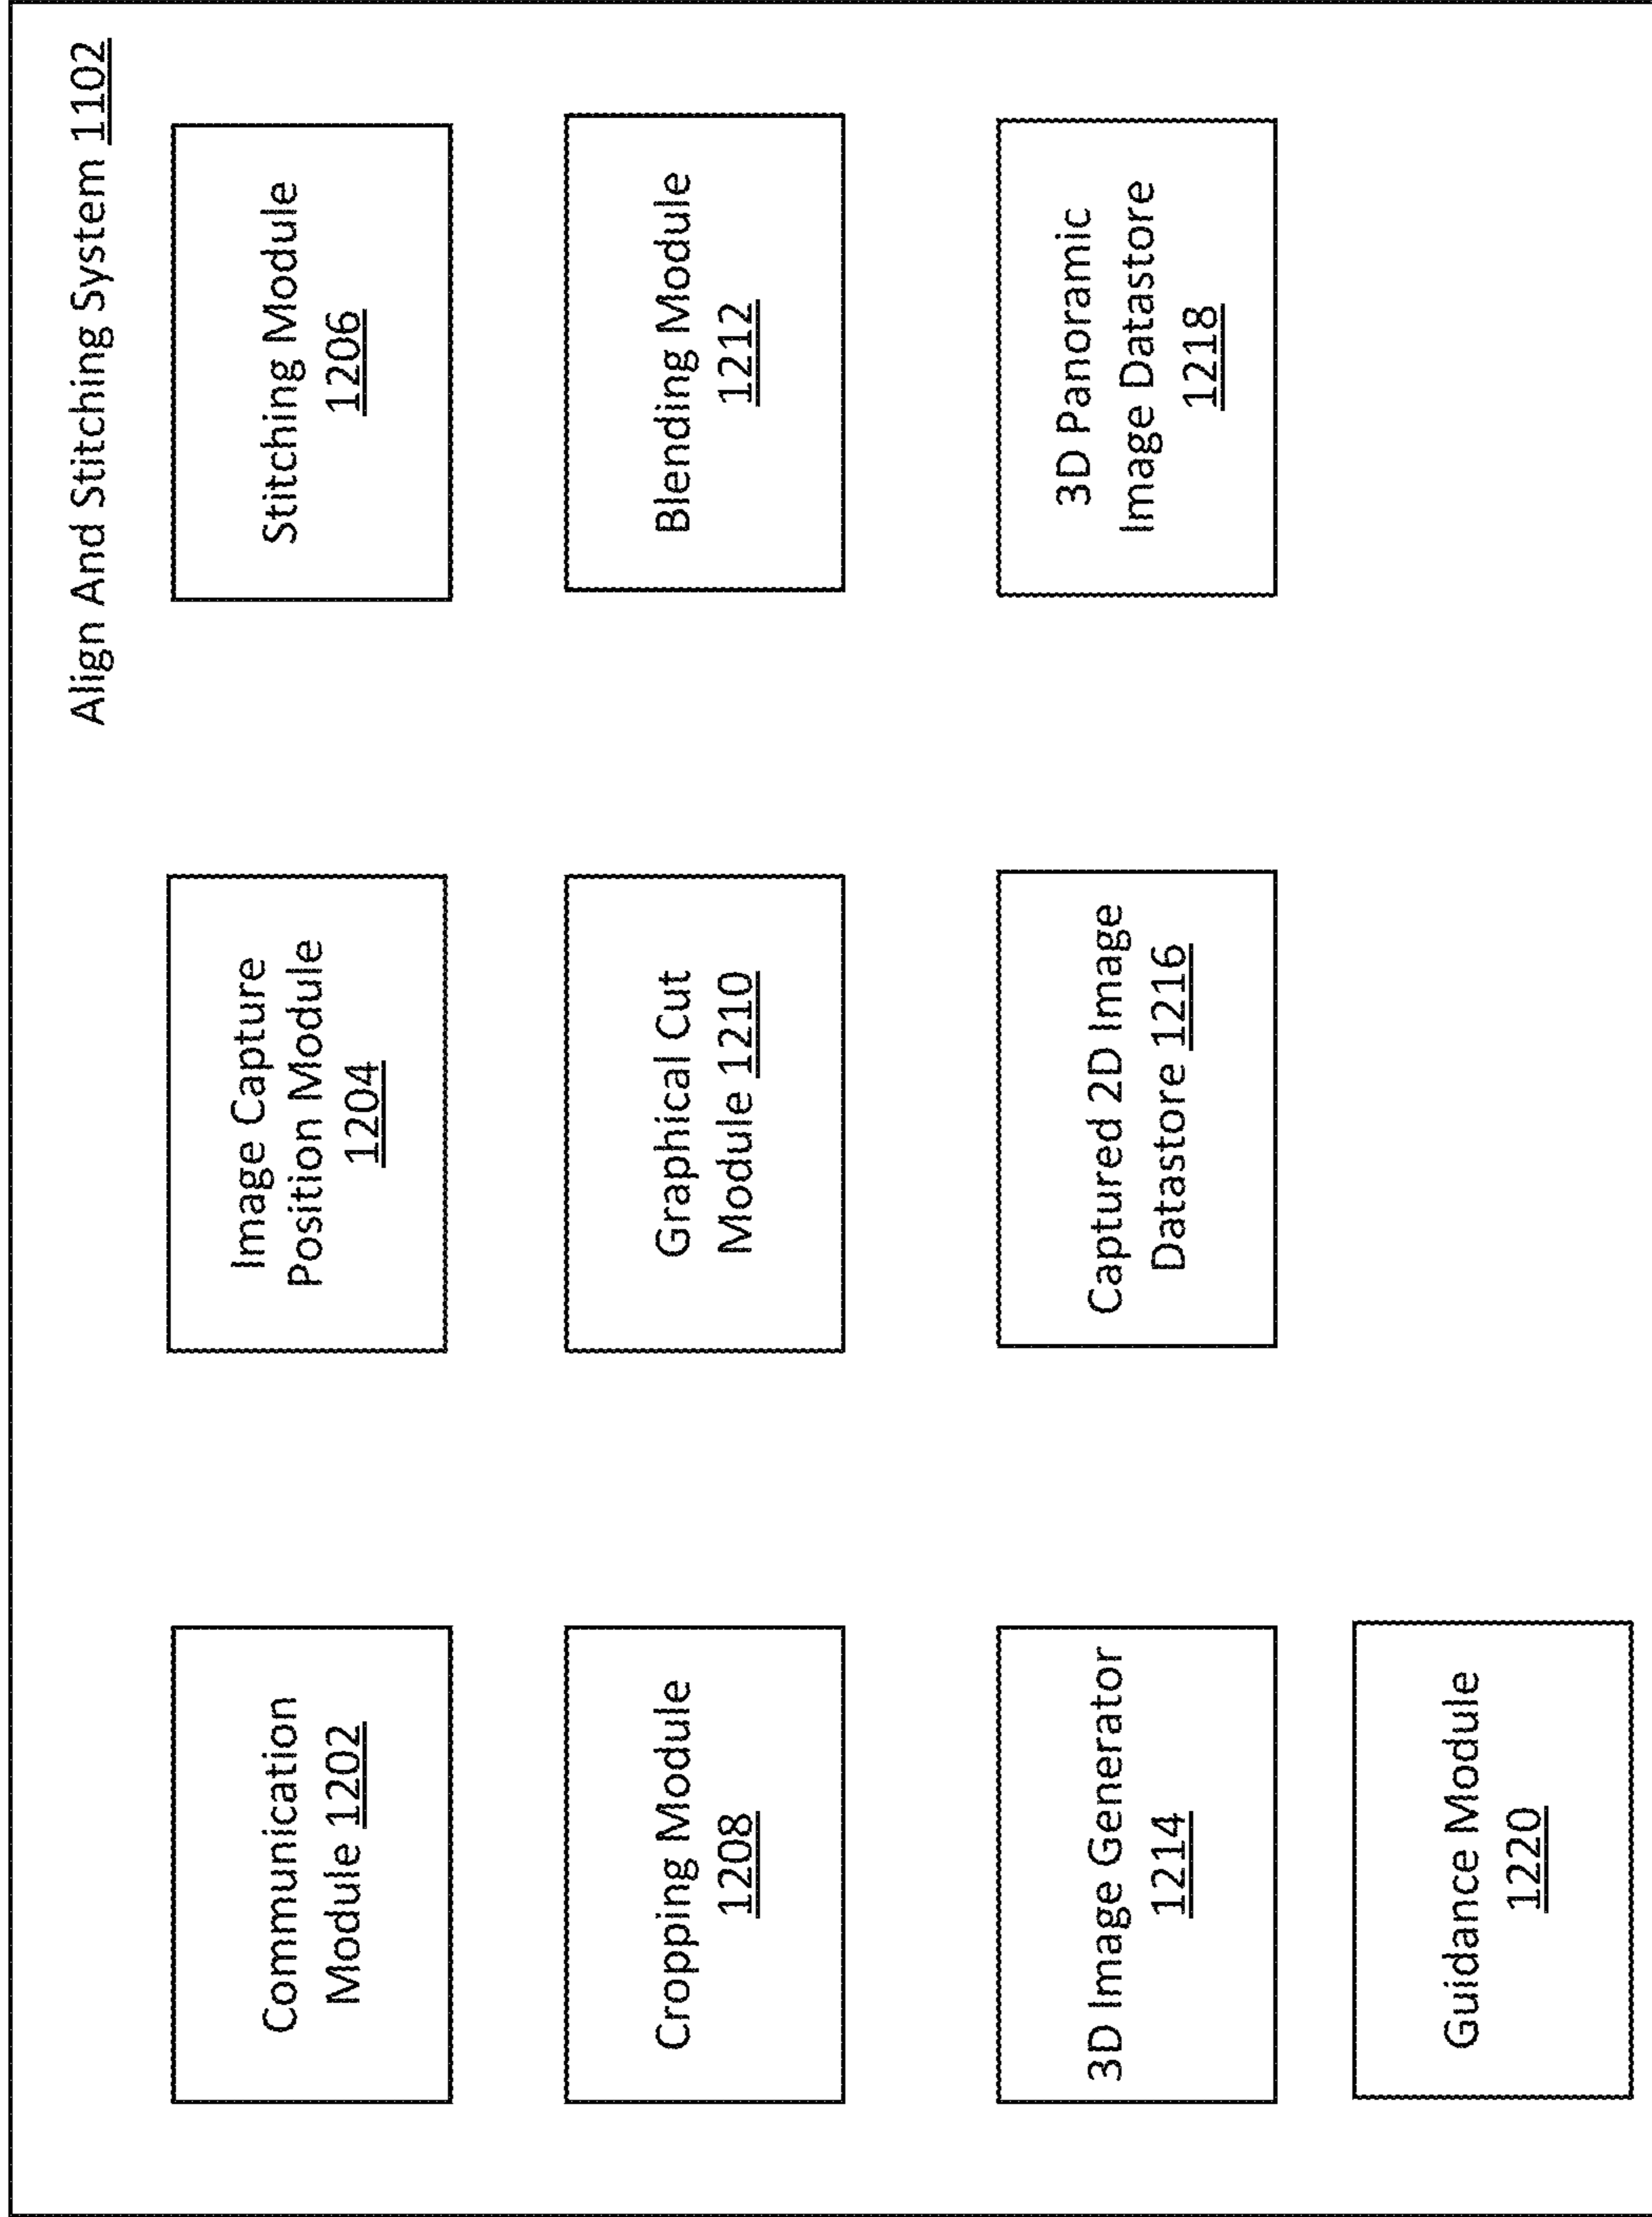 Align And Stitching System 1102
Communication
Module 1202
Image Capture
Position Module
1204
Stitching Module
1206
Cropping Module
1208
Graphical Cut
Module 1210
Blending Module
1212
3D Image Generator
1214
Captured 2D Image
Datastore 1216
3D Panoramic
Image Datastore
1218
Guidance Module
1220